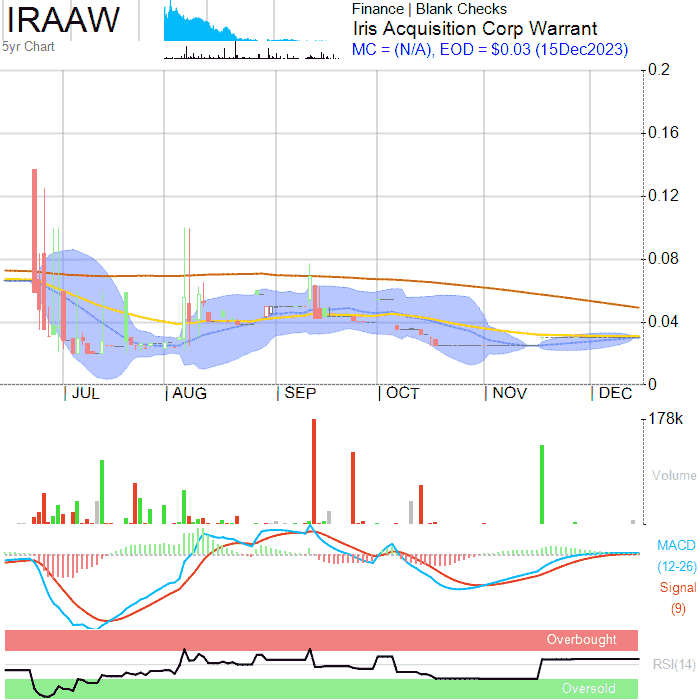 IRAAW
5yr Chart
Finance | Blank Checks
Iris Acquisition Corp Warrant
MC = (N/A), EOD = $0.03 (15Dec2023)
0.2
0.16
0.12
0.08
0.04
0
JUL
AUG
SEP
OCT
NOV
DEC
178k
Volume
MACD
(12-26)
Signal
(9)
Overbought
RSI(14)
Oversold